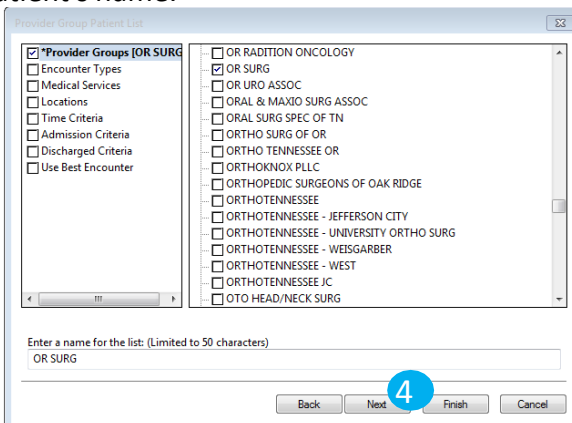 atient's name.
Provider Group Patient List
*Provider Groups [OR SURG
Encounter Types
Medical Services
Locations
Time Criteria
Admission Criteria
Discharged Criteria
Use Best Encounter
OR RADITION ONCOLOGY
OR SURG
OR URO ASSOC
ORAL & MAXIO SURG ASSOC
ORAL SURG SPEC OF TN
ORTHO SURG OF OR
ORTHO TENNESSEE OR
ORTHOKNOX PLLC
ORTHOPEDIC SURGEONS OF OAK RIDGE
ORTHOTENNESSEE
ORTHOTENNESSEE - JEFFERSON CITY
ORTHOTENNESSEE - UNIVERSITY ORTHO SURG
ORTHOTENNESSEE - WEISGARBER
ORTHOTENNESSEE - WEST
ORTHOTENNESSEE JC
OTO HEAD/NECK SURG
Enter a name for the list: (Limited to 50 characters)
OR SURG
Back Next 4 Finish Cancel